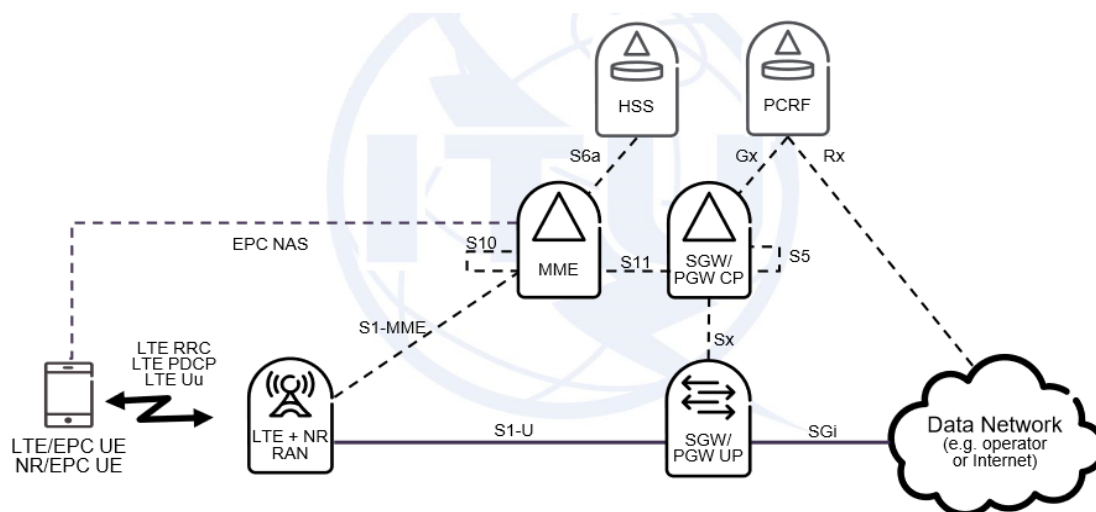 ITU
HSS
PCRF
S6a
Gx
Rx
EPC NAS
S10
MME
S11
SGW/
PGW CP
S5
S1-MME
Sx
LTE RRC
LTE PDCP
LTE Uu
LTE/EPC UE
NR/EPC UE
LTE + NR
RAN
S1-U
SGW/
PGW UP
SGi
Data Network
(e.g. operator
or Internet)